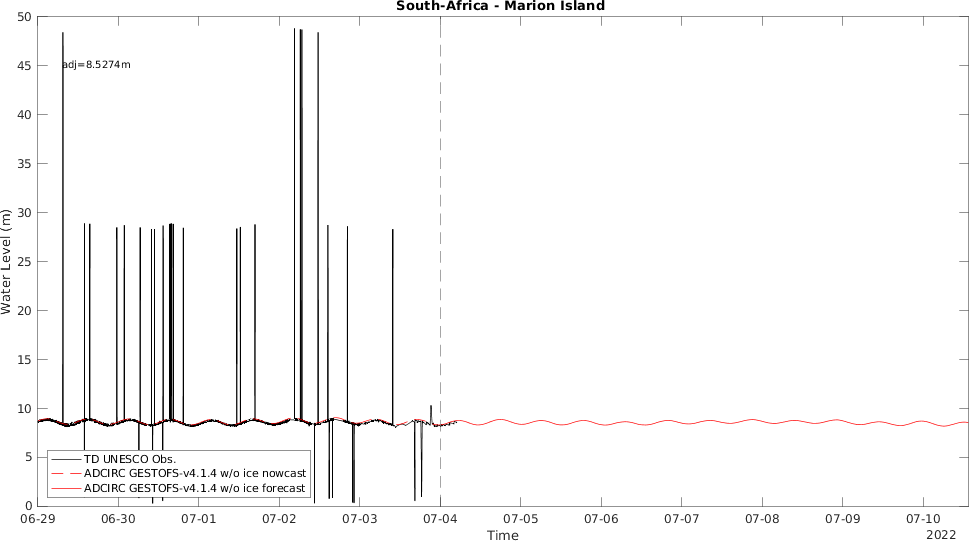 South-Africa - Marion Island
50
45
40
35
30
25
20
15
10
5
0
Water Level (m)
adj=8.5274m
TD UNESCO Obs.
ADCIRC GESTOFS-v4.1.4 w/o ice nowcast
ADCIRC GESTOFS-v4.1.4 w/o ice forecast
06-29 06-30 07-01 07-02 07-03 07-04 07-05 07-06 07-07 07-08 07-09 07-10
Time
2022